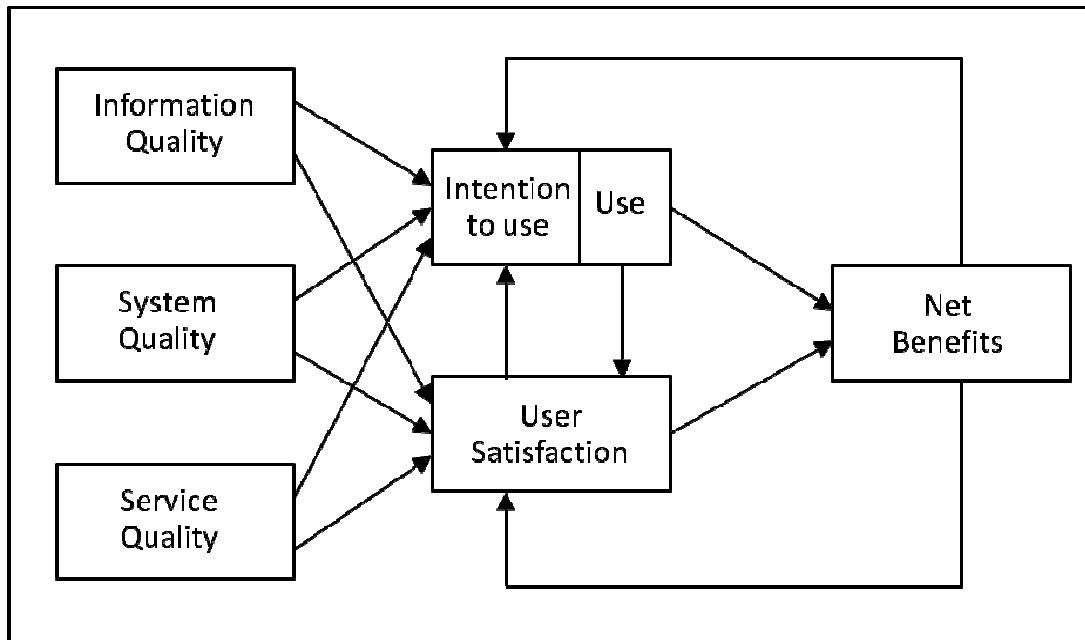 Information
Quality
System
Quality
Service
Quality
Intention
to use
Use
User
Satisfaction
Net
Benefits